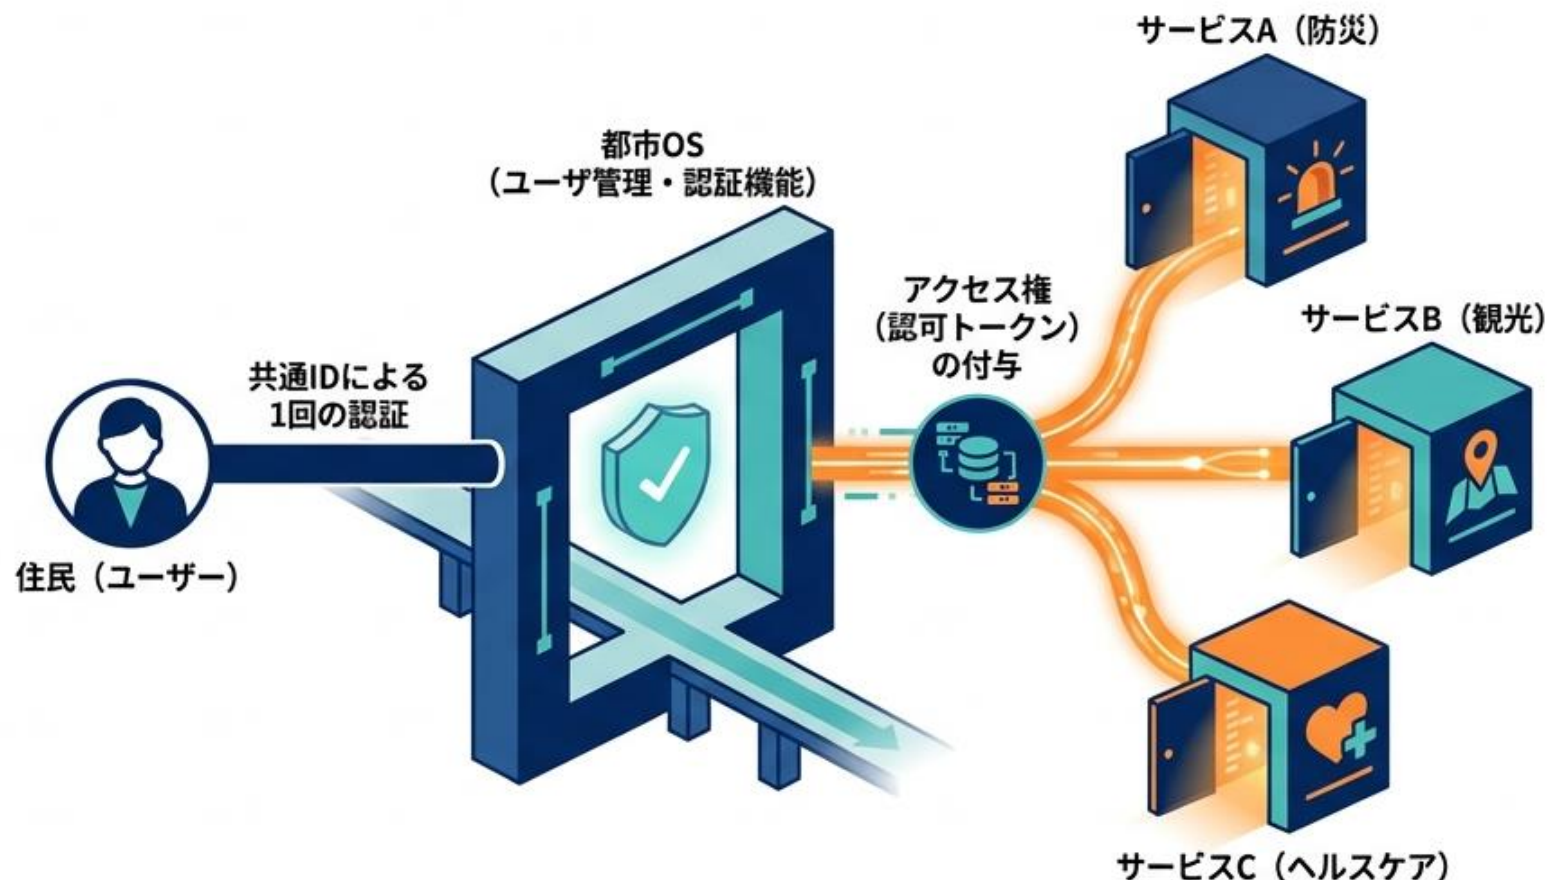 サービスA（防災）
都市OS
（ユーザ管理・認証機能）
アクセス権
（認可トークン）
の付与
サービスB（観光）
共通IDによる
1回の認証
住民（ユーザー）
サービスC（ヘルスケア）